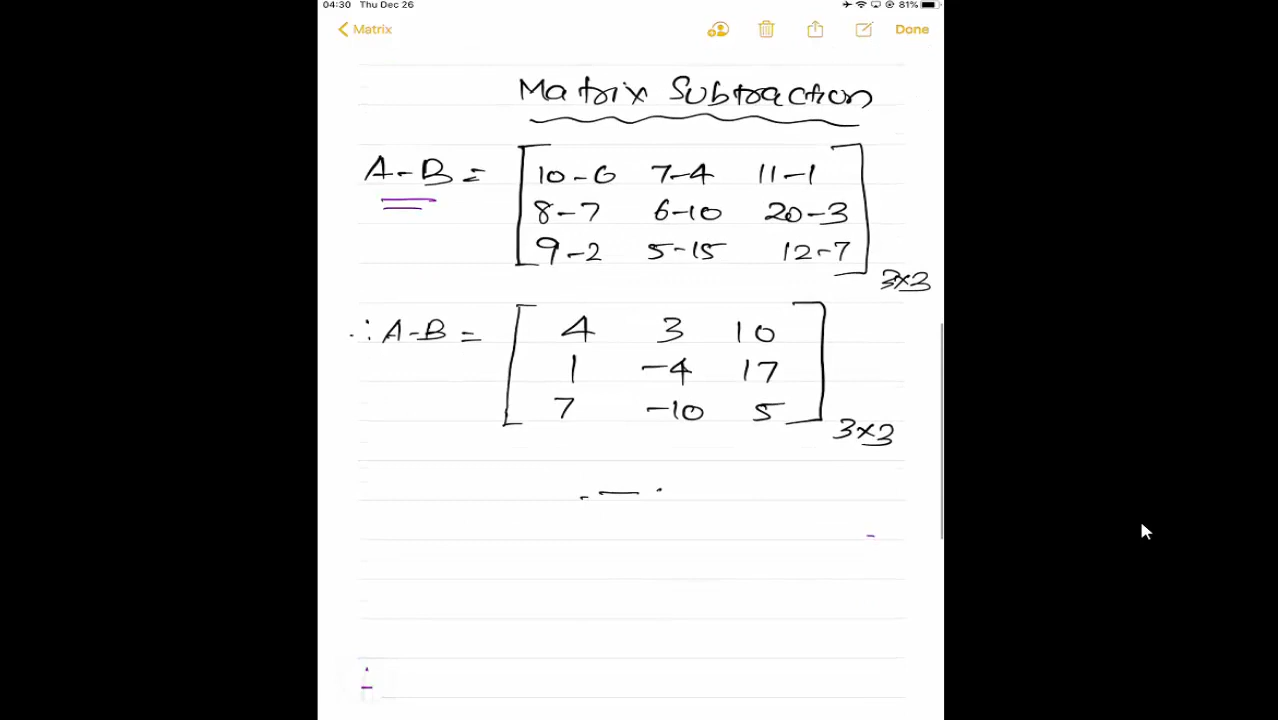 04:30 Thu Dec 26 81%
Matrix Done
Matrix Subtraction
A-B = [10-6 7-4 11-1
8-7 6-10 20-3
9-2 5-15 12-7] 3×3
∴ A-B = [4 3 10
1 -4 17
7 -10 5] 3×3